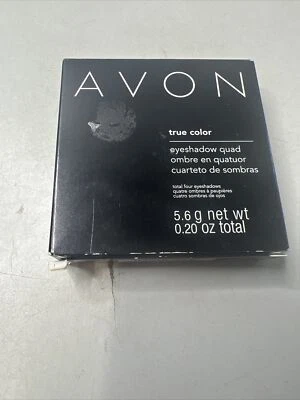 AVON
true color
eyeshadow quad
ombre en quatuor
cuarteto de sombras
total four eyeshadows
quatre ombres à paupières
cuatro sombras de ojos
5.6 g net wt
0.20 oz total